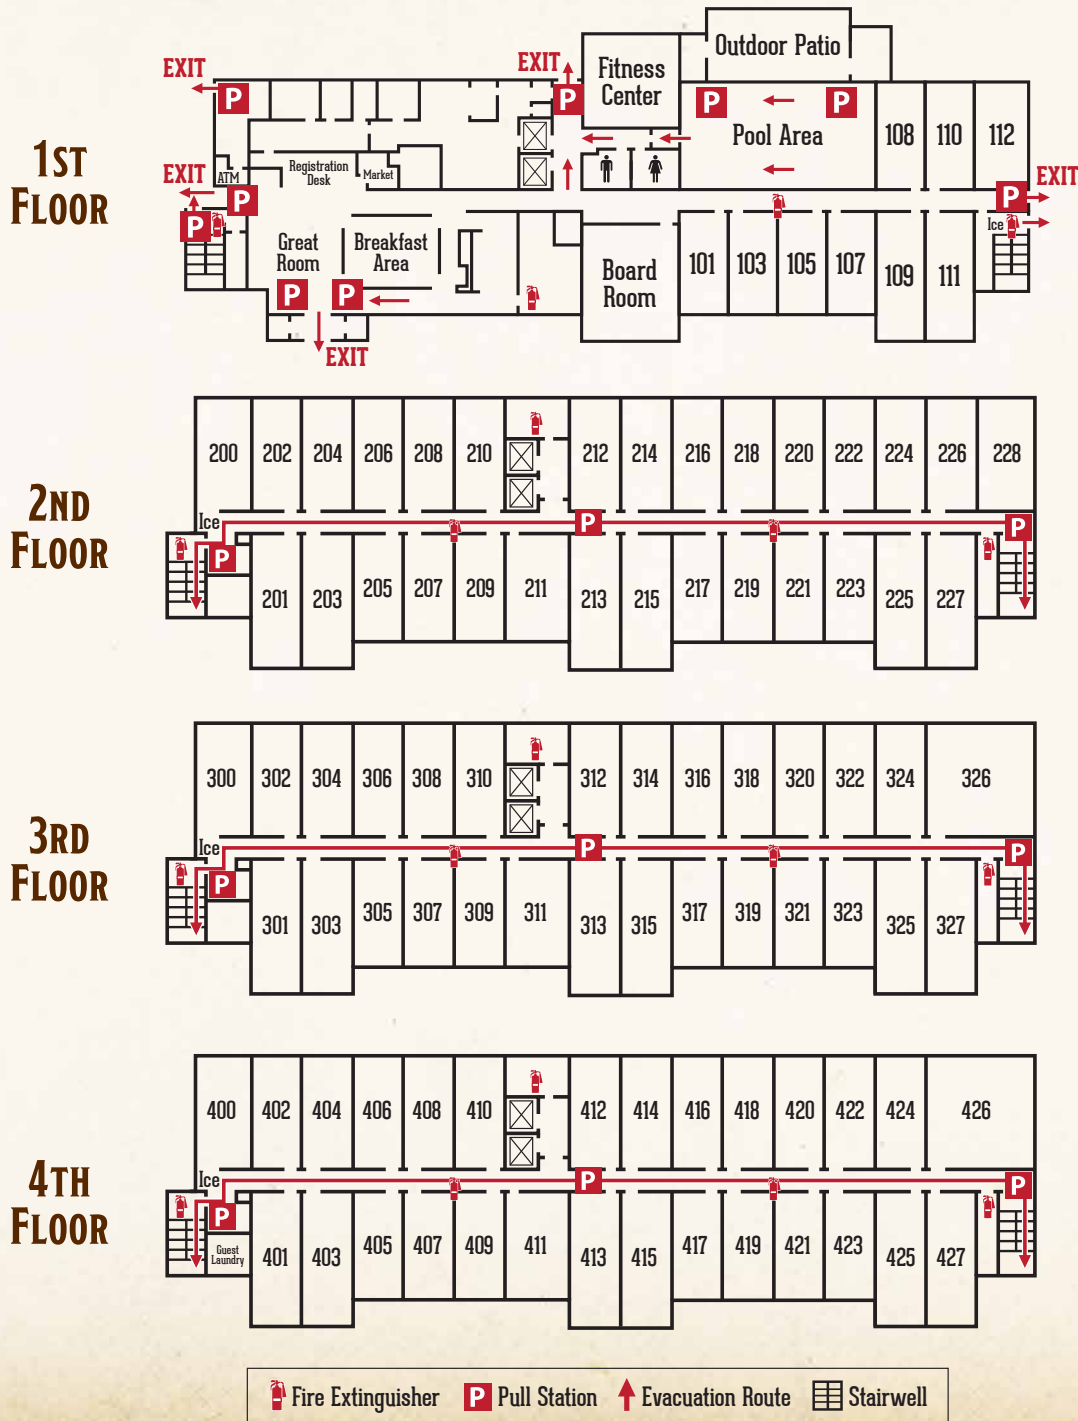 1ST
FLOOR
EXIT
EXIT
EXIT
EXIT
EXIT
P
P
P
P
P
P
P
P
P
Outdoor Patio
Fitness
Center
Pool Area
108
110
112
ATM
Registration
Desk
Market
Great
Room
Breakfast
Area
Board
Room
101
103
105
107
109
111
Ice
2ND
FLOOR
200
202
204
206
208
210
212
214
216
218
220
222
224
226
228
Ice
P
P
P
201
203
205
207
209
211
213
215
217
219
221
223
225
227
3RD
FLOOR
300
302
304
306
308
310
312
314
316
318
320
322
324
326
Ice
P
P
P
301
303
305
307
309
311
313
315
317
319
321
323
325
327
4TH
FLOOR
400
402
404
406
408
410
412
414
416
418
420
422
424
426
Ice
P
P
P
Guest
Laundry
401
403
405
407
409
411
413
415
417
419
421
423
425
427
Fire Extinguisher P Pull Station Evacuation Route Stairwell